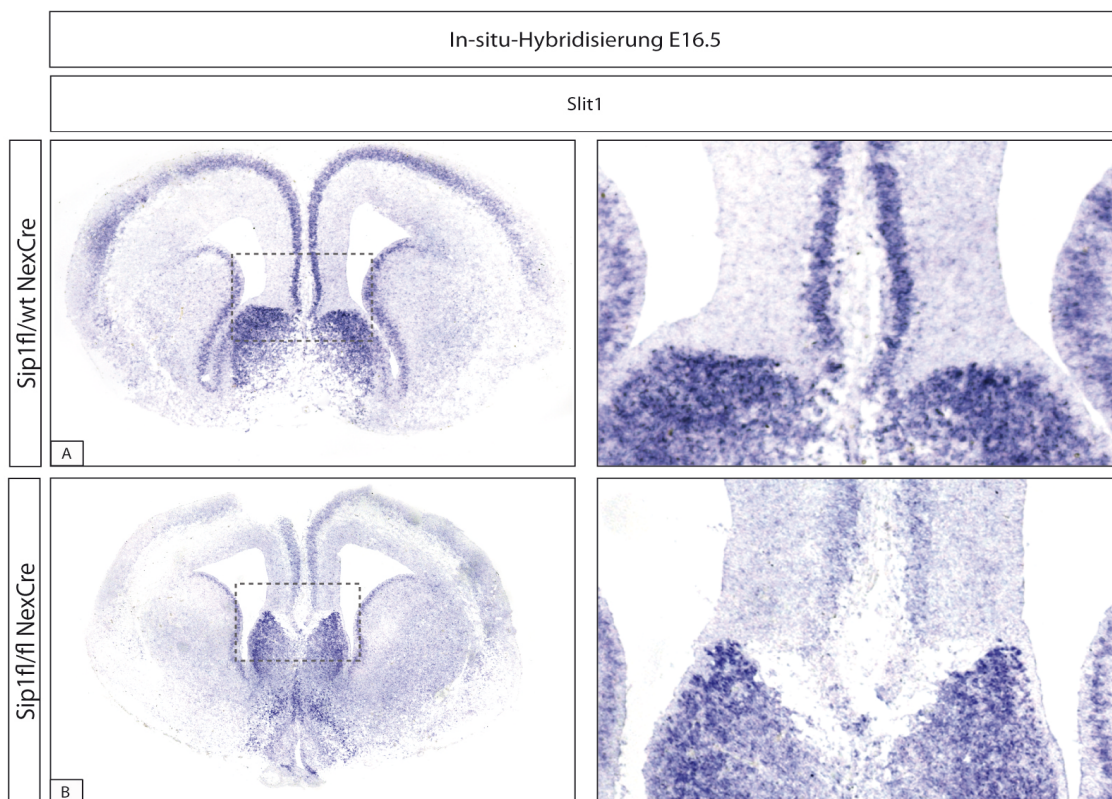 In-situ-Hybridisierung E16.5
Slit1
Sip1fl/wt NexCre
A
Sip1fl/fl NexCre
B